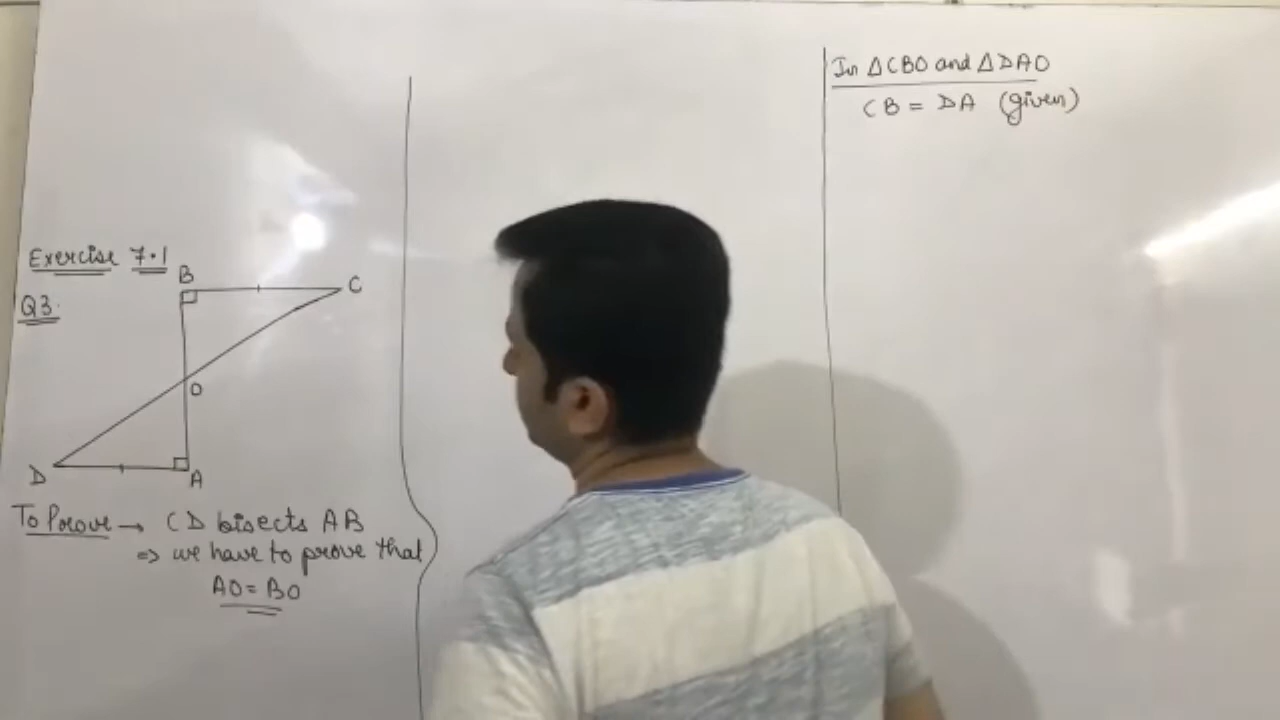 Exercise 7.1
Q3.
B
C
O
D
A
To Prove → CD bisects AB
⇒ we have to prove that
AO = BO
In ΔCBO and ΔDAO
CB = DA (given)